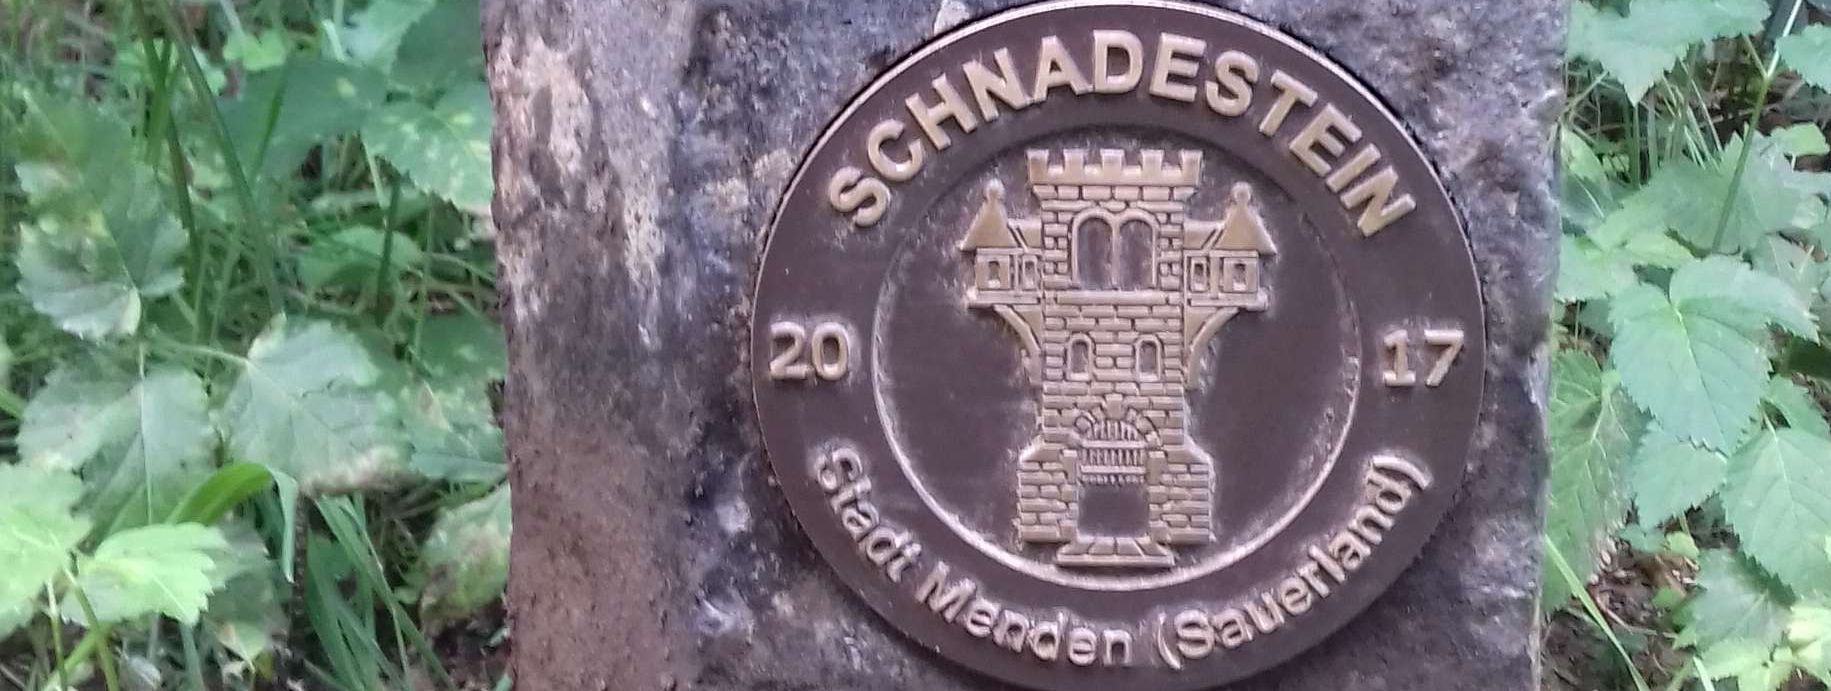 SCHNADESTEIN
20 17
Stadt Menden (Sauerland)